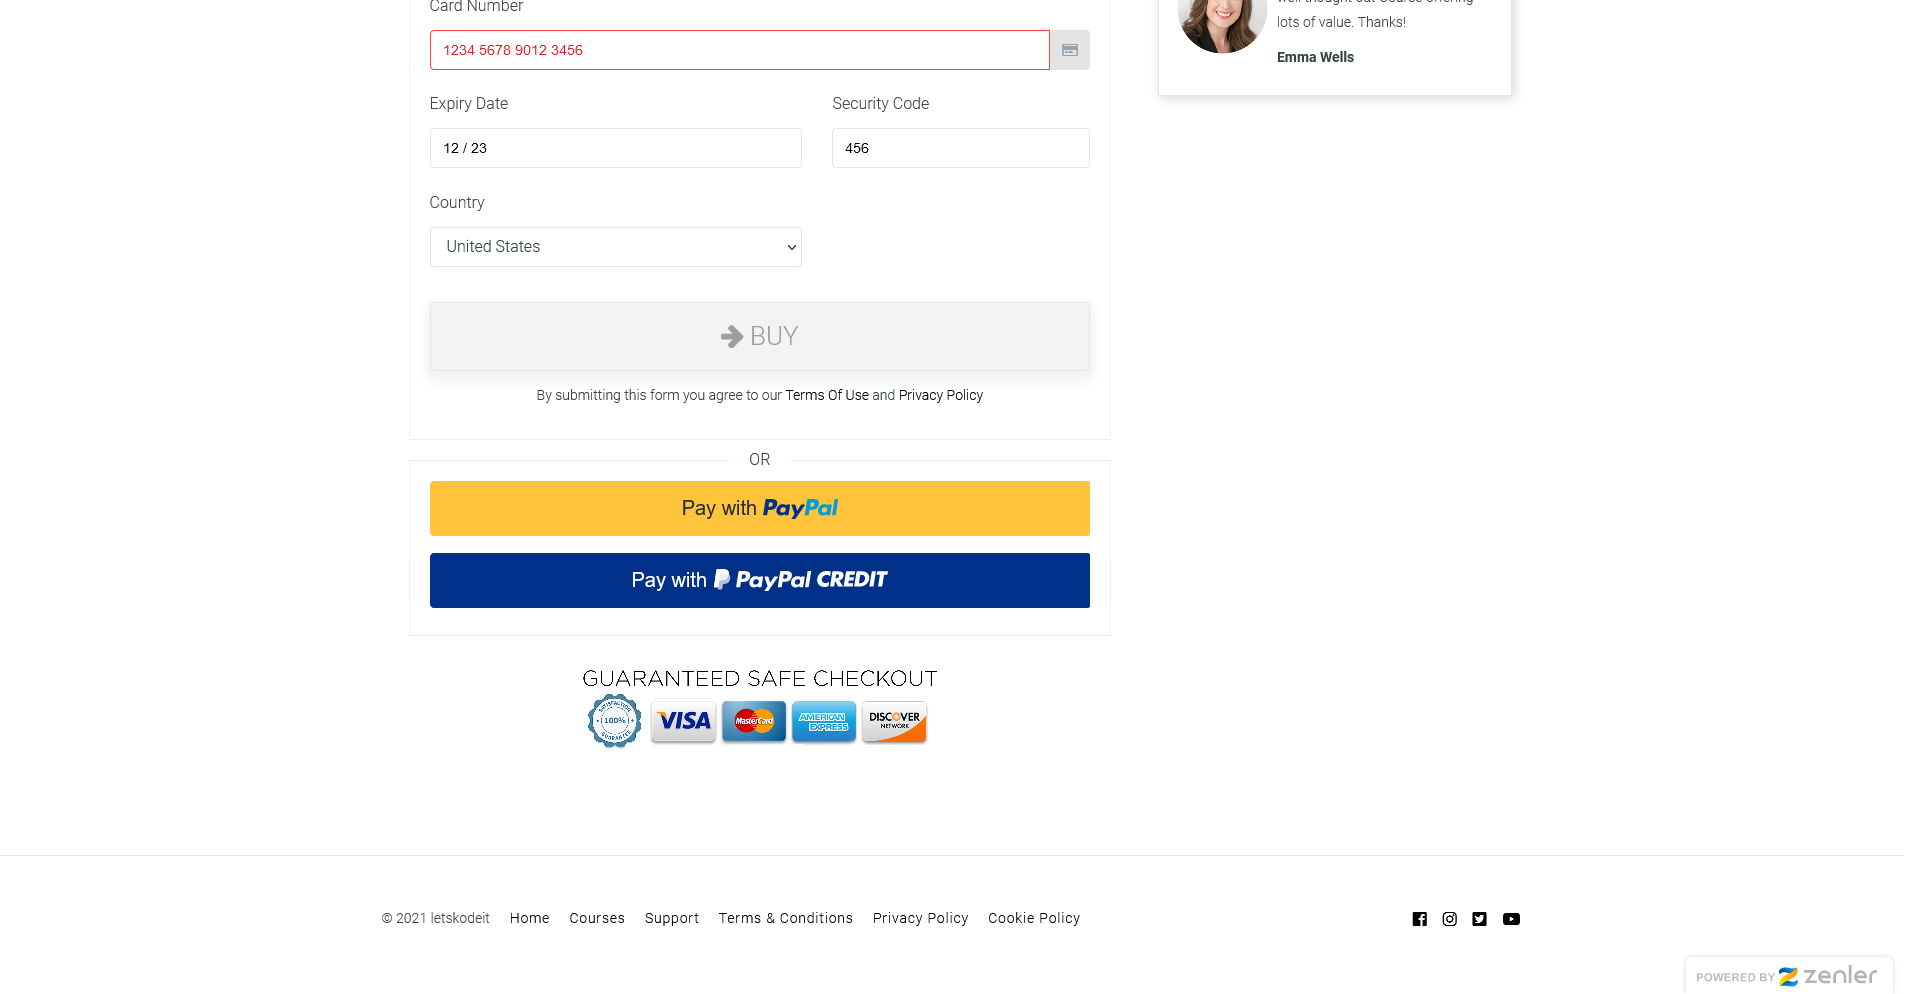 Card Number
1234 5678 9012 3456
Expiry Date
Security Code
12 / 23
456
Country
United States
BUY
By submitting this form you agree to our Terms Of Use and Privacy Policy
OR
Pay with PayPal
Pay with PayPal CREDIT
GUARANTEED SAFE CHECKOUT
SATISFACTION
100%
GUARANTEE
VISA
MasterCard
AMERICAN EXPRESS
DISCOVER
NETWORK
lots of value. Thanks!
Emma Wells
© 2021 letskodeit Home Courses Support Terms & Conditions Privacy Policy Cookie Policy
POWERED BY zenler